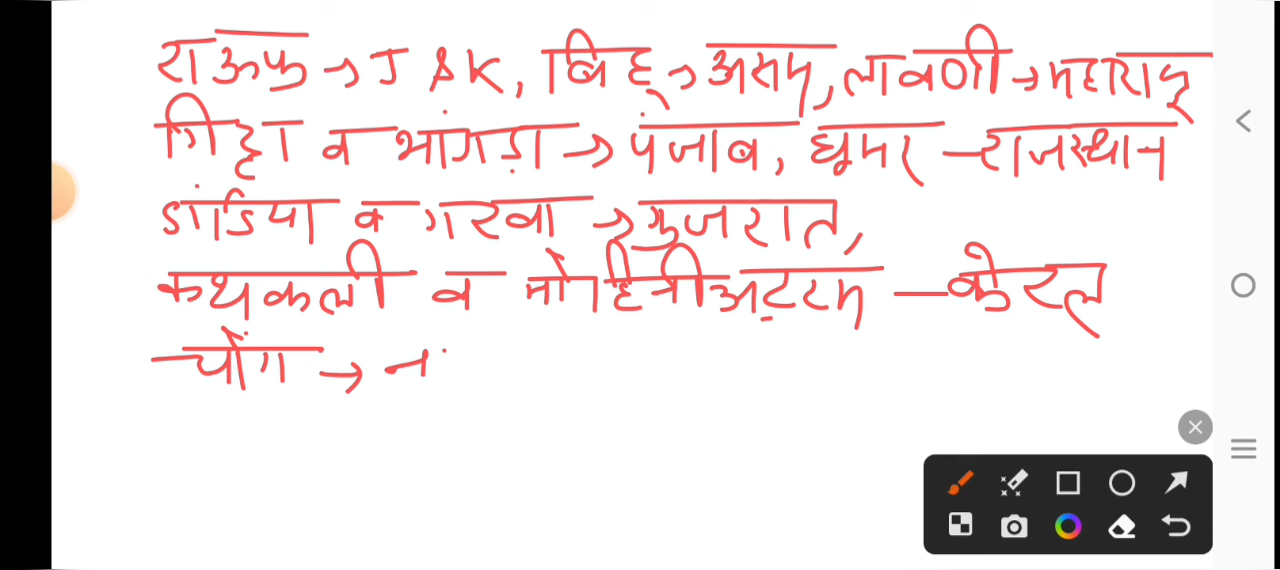 राऊफ → J & K, बिहू → असम, लावणी → महाराष्ट्र
गिद्दा व भांगड़ा → पंजाब, घूमर – राजस्थान
डांडिया व गरबा → गुजरात,
कथकली व मोहिनीअट्टम – केरल
चोंग → न